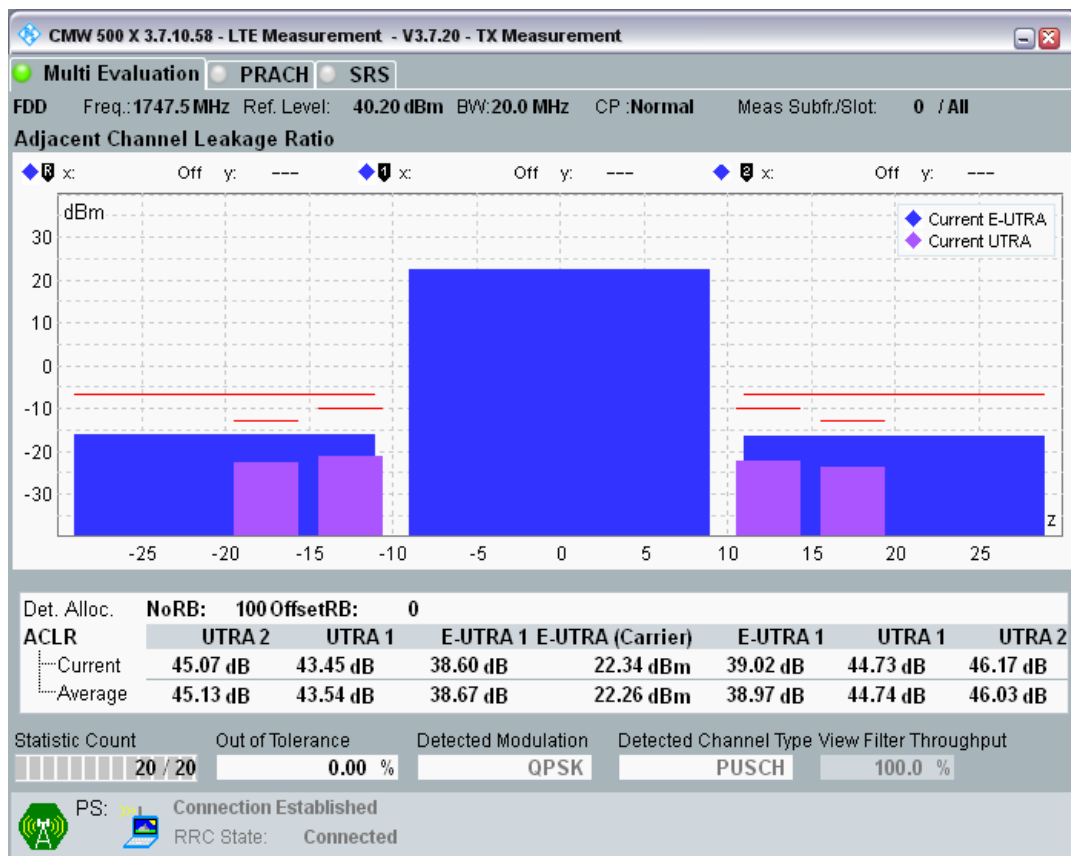 CMW 500 X 3.7.10.58 - LTE Measurement - V3.7.20 - TX Measurement
Multi Evaluation PRACH SRS
FDD Freq.:1747.5 MHz Ref. Level: 40.20 dBm BW:20.0 MHz CP :Normal Meas Subfr./Slot: 0 / All
Adjacent Channel Leakage Ratio
R x: Off y: --- 1 x: Off y: --- 2 x: Off y: ---
dBm
Current E-UTRA
Current UTRA
30
20
10
0
-10
-20
-30
z
-25 -20 -15 -10 -5 0 5 10 15 20 25
Det. Alloc. NoRB: 100 OffsetRB: 0
ACLR UTRA 2 UTRA 1 E-UTRA 1 E-UTRA (Carrier) E-UTRA 1 UTRA 1 UTRA 2
Current 45.07 dB 43.45 dB 38.60 dB 22.34 dBm 39.02 dB 44.73 dB 46.17 dB
Average 45.13 dB 43.54 dB 38.67 dB 22.26 dBm 38.97 dB 44.74 dB 46.03 dB
Statistic Count Out of Tolerance Detected Modulation Detected Channel Type View Filter Throughput
20 / 20 0.00 % QPSK PUSCH 100.0 %
PS: Connection Established
RRC State: Connected